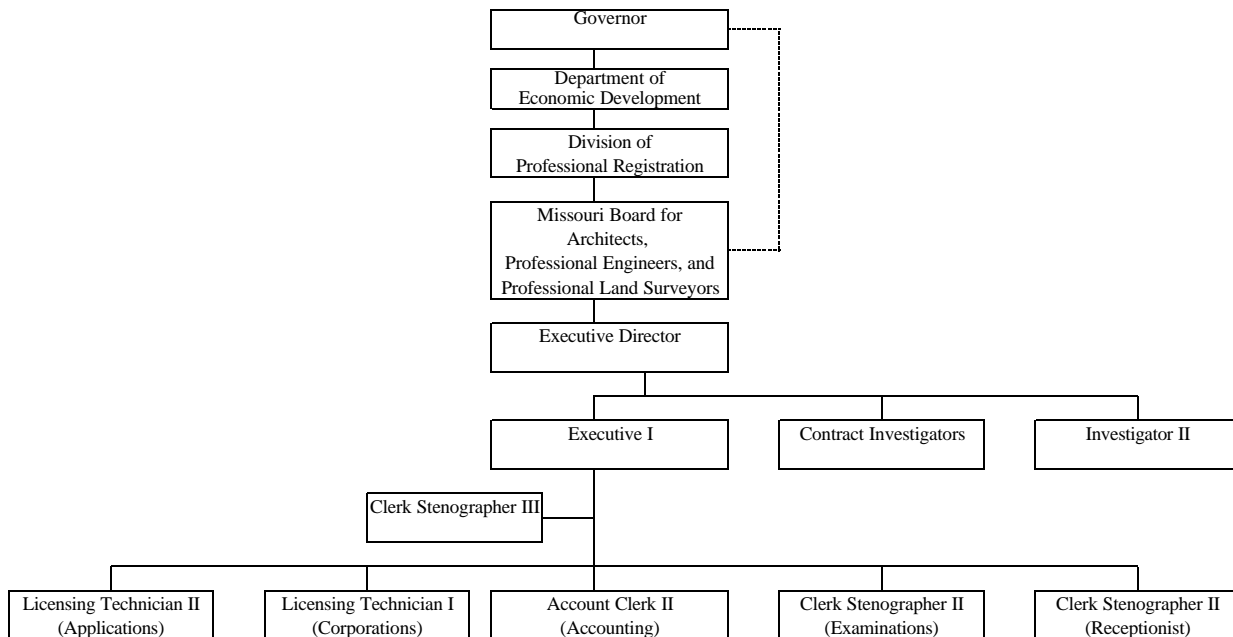 Governor
Department of
Economic Development
Division of
Professional Registration
Missouri Board for
Architects,
Professional Engineers, and
Professional Land Surveyors
Executive Director
Executive I
Contract Investigators
Investigator II
Clerk Stenographer III
Licensing Technician II
(Applications)
Licensing Technician I
(Corporations)
Account Clerk II
(Accounting)
Clerk Stenographer II
(Examinations)
Clerk Stenographer II
(Receptionist)